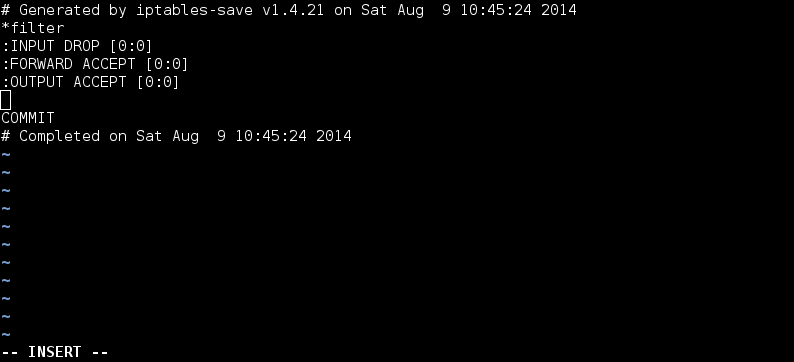 # Generated by iptables-save v1.4.21 on Sat Aug  9 10:45:24 2014
*filter
:INPUT DROP [0:0]
:FORWARD ACCEPT [0:0]
:OUTPUT ACCEPT [0:0]
COMMIT
# Completed on Sat Aug  9 10:45:24 2014
~
~
~
~
~
~
~
~
~
~
~
-- INSERT --